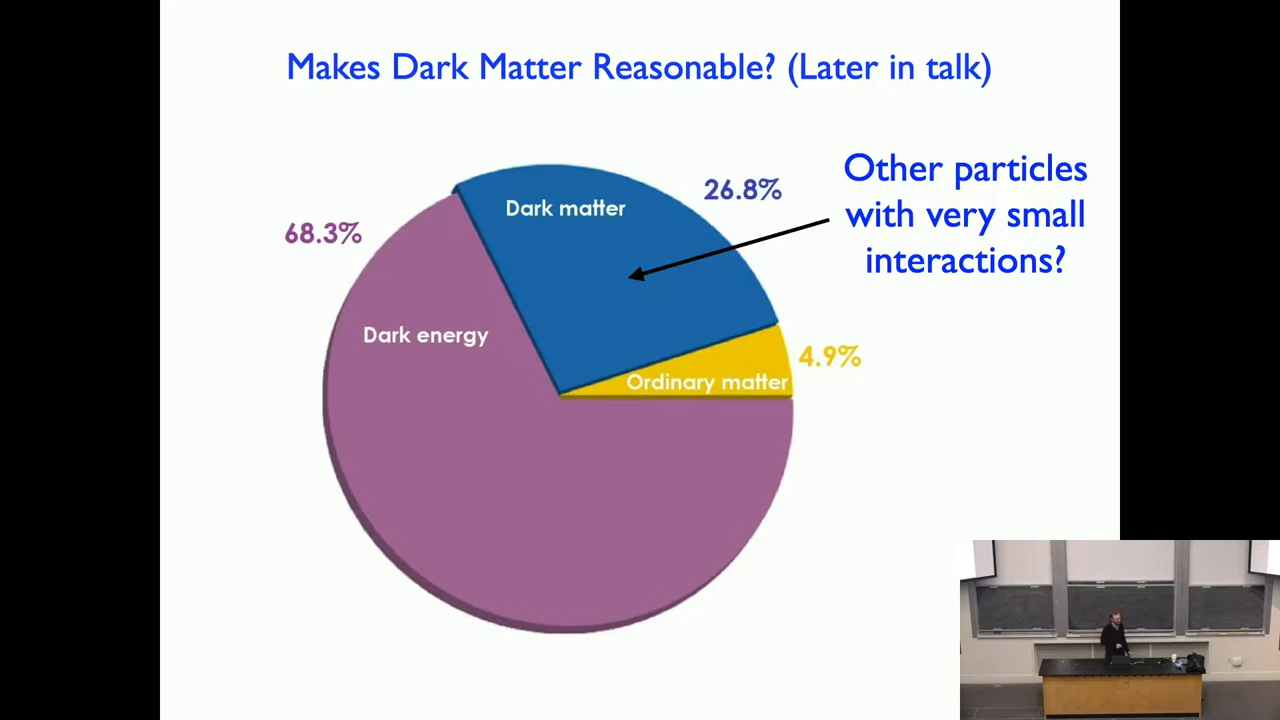 Makes Dark Matter Reasonable? (Later in talk)
Other particles
with very small
interactions?
26.8%
Dark matter
68.3%
Dark energy
4.9%
Ordinary matter